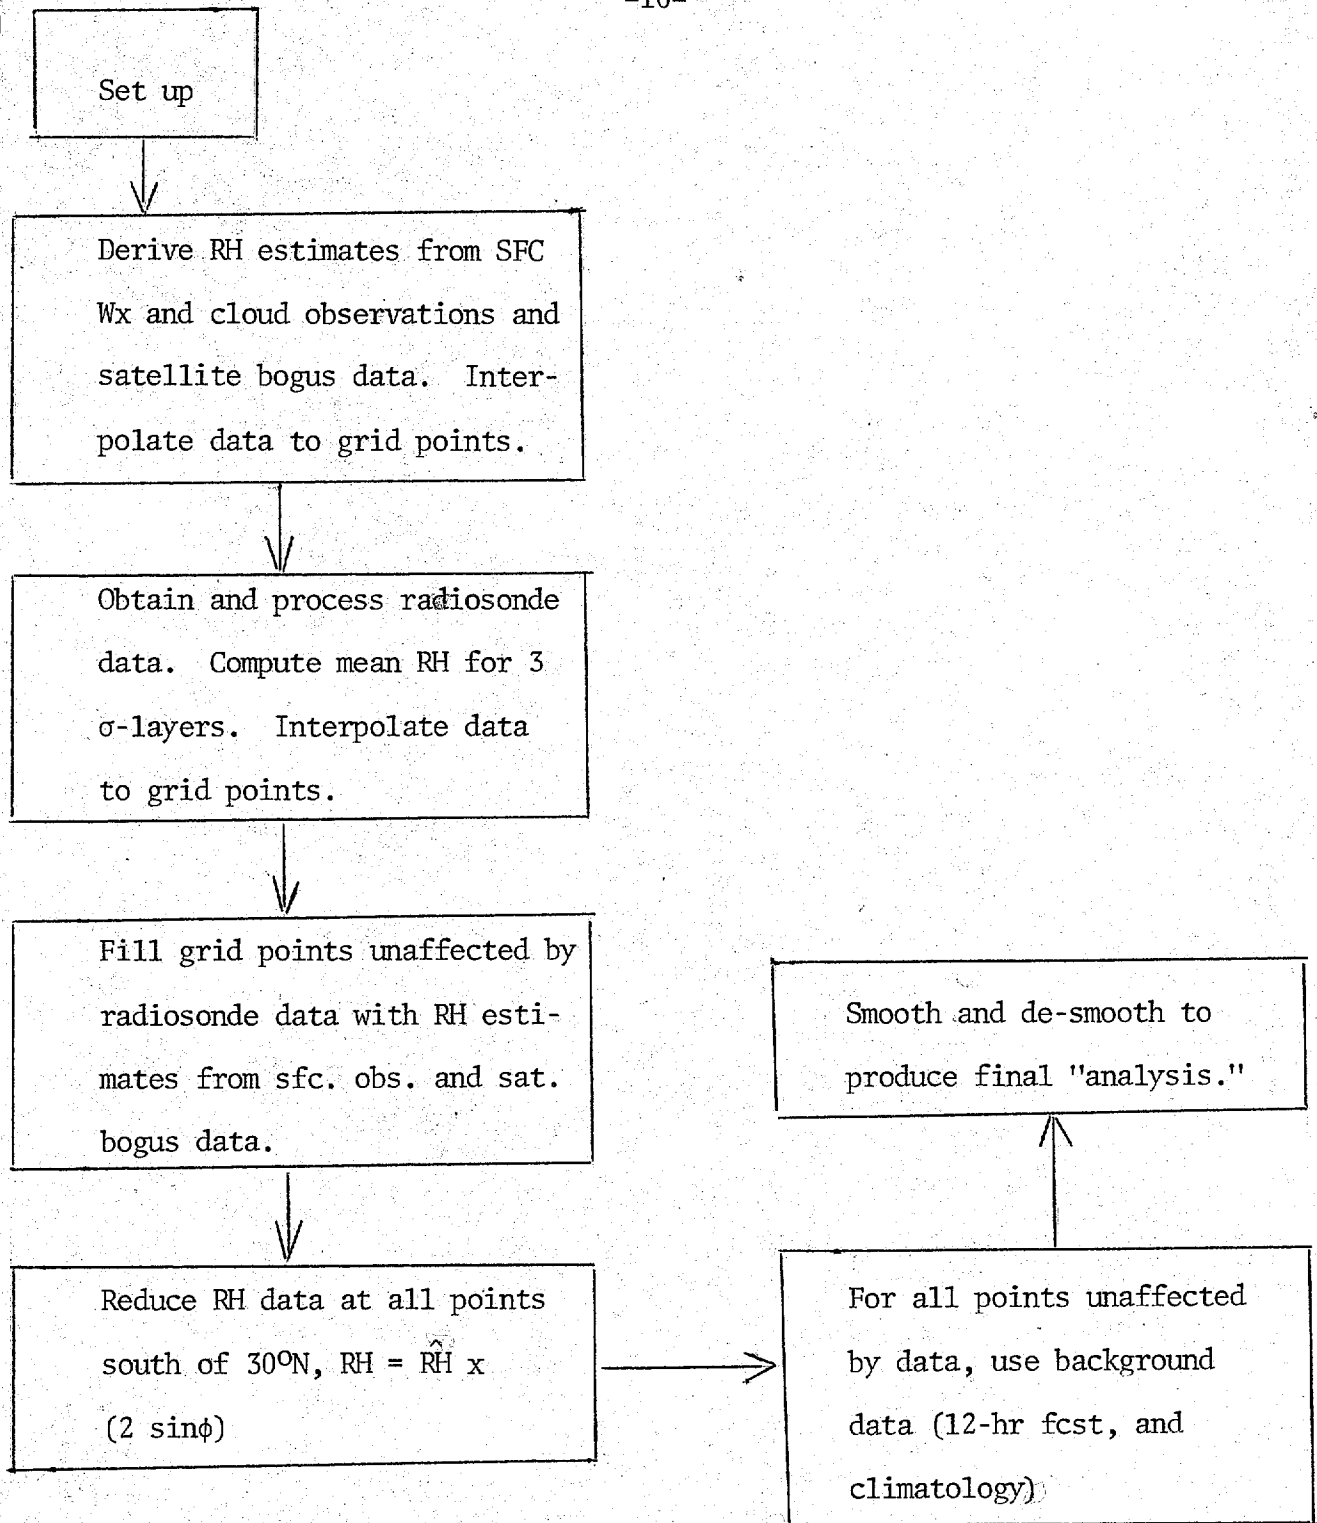 -10-
Set up
Derive RH estimates from SFC
Wx and cloud observations and
satellite bogus data. Inter-
polate data to grid points.
Obtain and process radiosonde
data. Compute mean RH for 3
σ-layers. Interpolate data
to grid points.
Fill grid points unaffected by
radiosonde data with RH esti-
mates from sfc. obs. and sat.
bogus data.
Reduce RH data at all points
south of 30ºN, RH = R̂H x
(2 sinϕ)
For all points unaffected
by data, use background
data (12-hr fcst, and
climatology)
Smooth and de-smooth to
produce final "analysis."